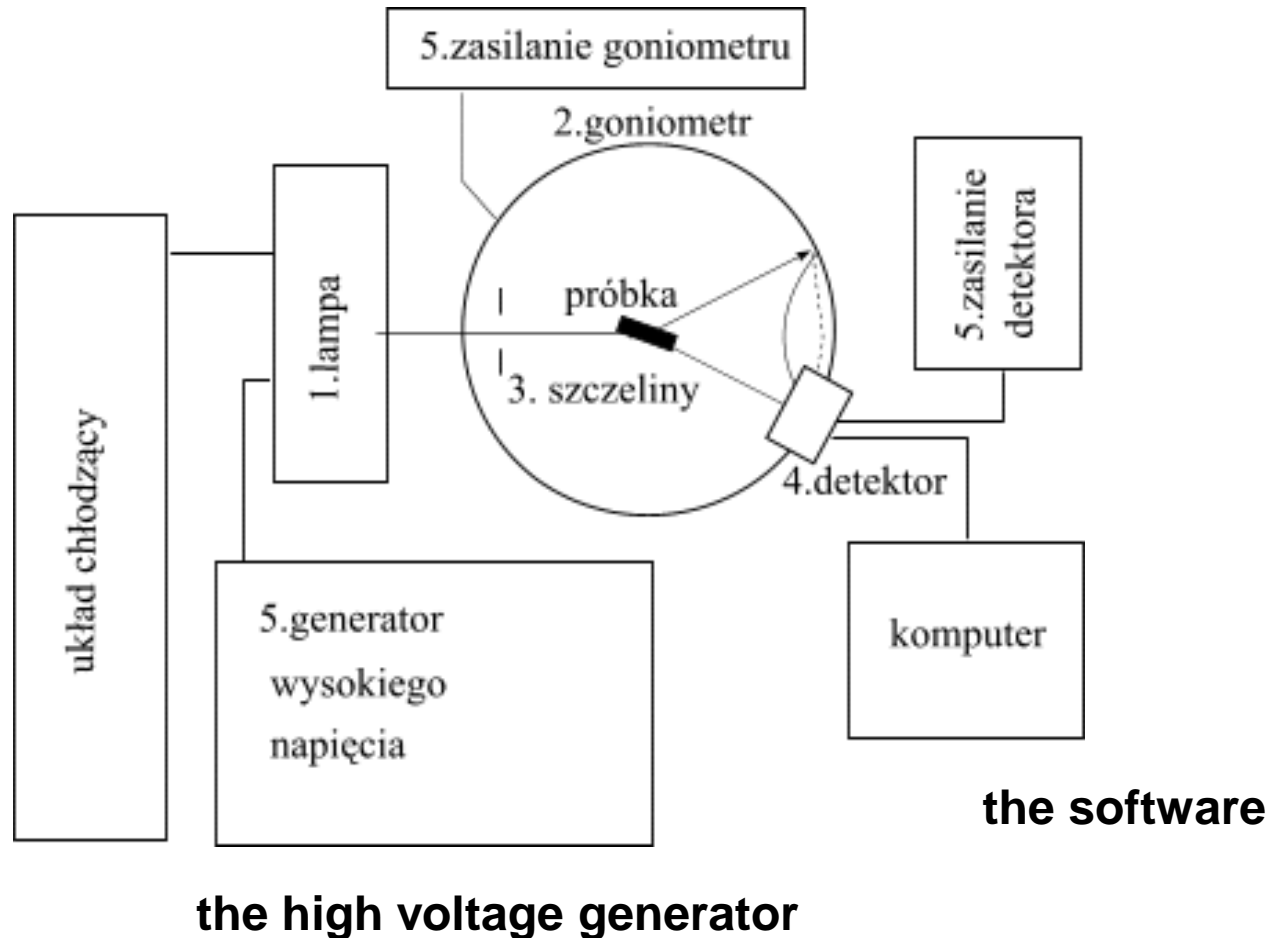 5.zasilanie goniometru
2.goniometr
5.zasilanie
detektora
1.lampa
próbka
3. szczeliny
4.detektor
układ chłodzący
5.generator
wysokiego
napięcia
komputer
the software
the high voltage generator